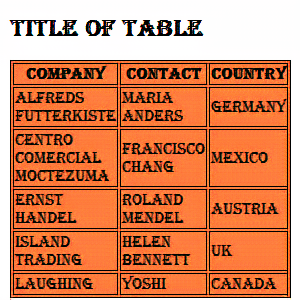 TITLE OF TABLE
COMPANY CONTACT COUNTRY
ALFREDS FUTTERKISTE MARIA ANDERS GERMANY
CENTRO COMERCIAL MOCTEZUMA FRANCISCO CHANG MEXICO
ERNST HANDEL ROLAND MENDEL AUSTRIA
ISLAND TRADING HELEN BENNETT UK
LAUGHING YOSHI CANADA